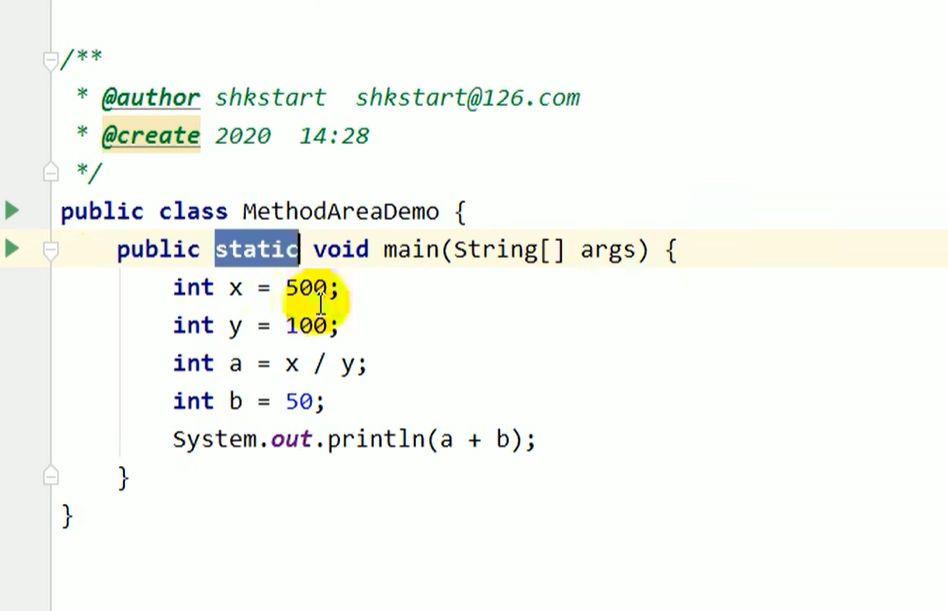 /**
 * @author shkstart  shkstart@126.com
 * @create 2020  14:28
 */
public class MethodAreaDemo {
    public static void main(String[] args) {
        int x = 500;
        int y = 100;
        int a = x / y;
        int b = 50;
        System.out.println(a + b);
    }
}